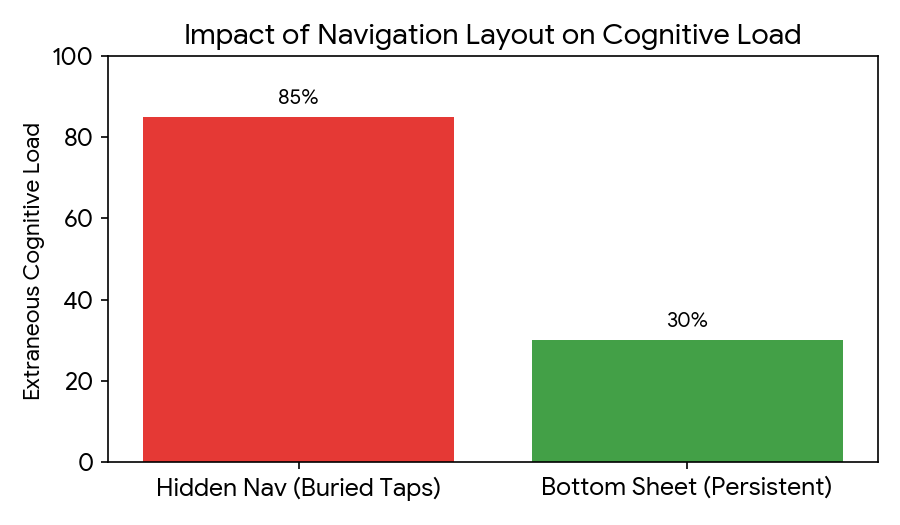 Impact of Navigation Layout on Cognitive Load
Extraneous Cognitive Load
100
80
60
40
20
0
85%
30%
Hidden Nav (Buried Taps)
Bottom Sheet (Persistent)